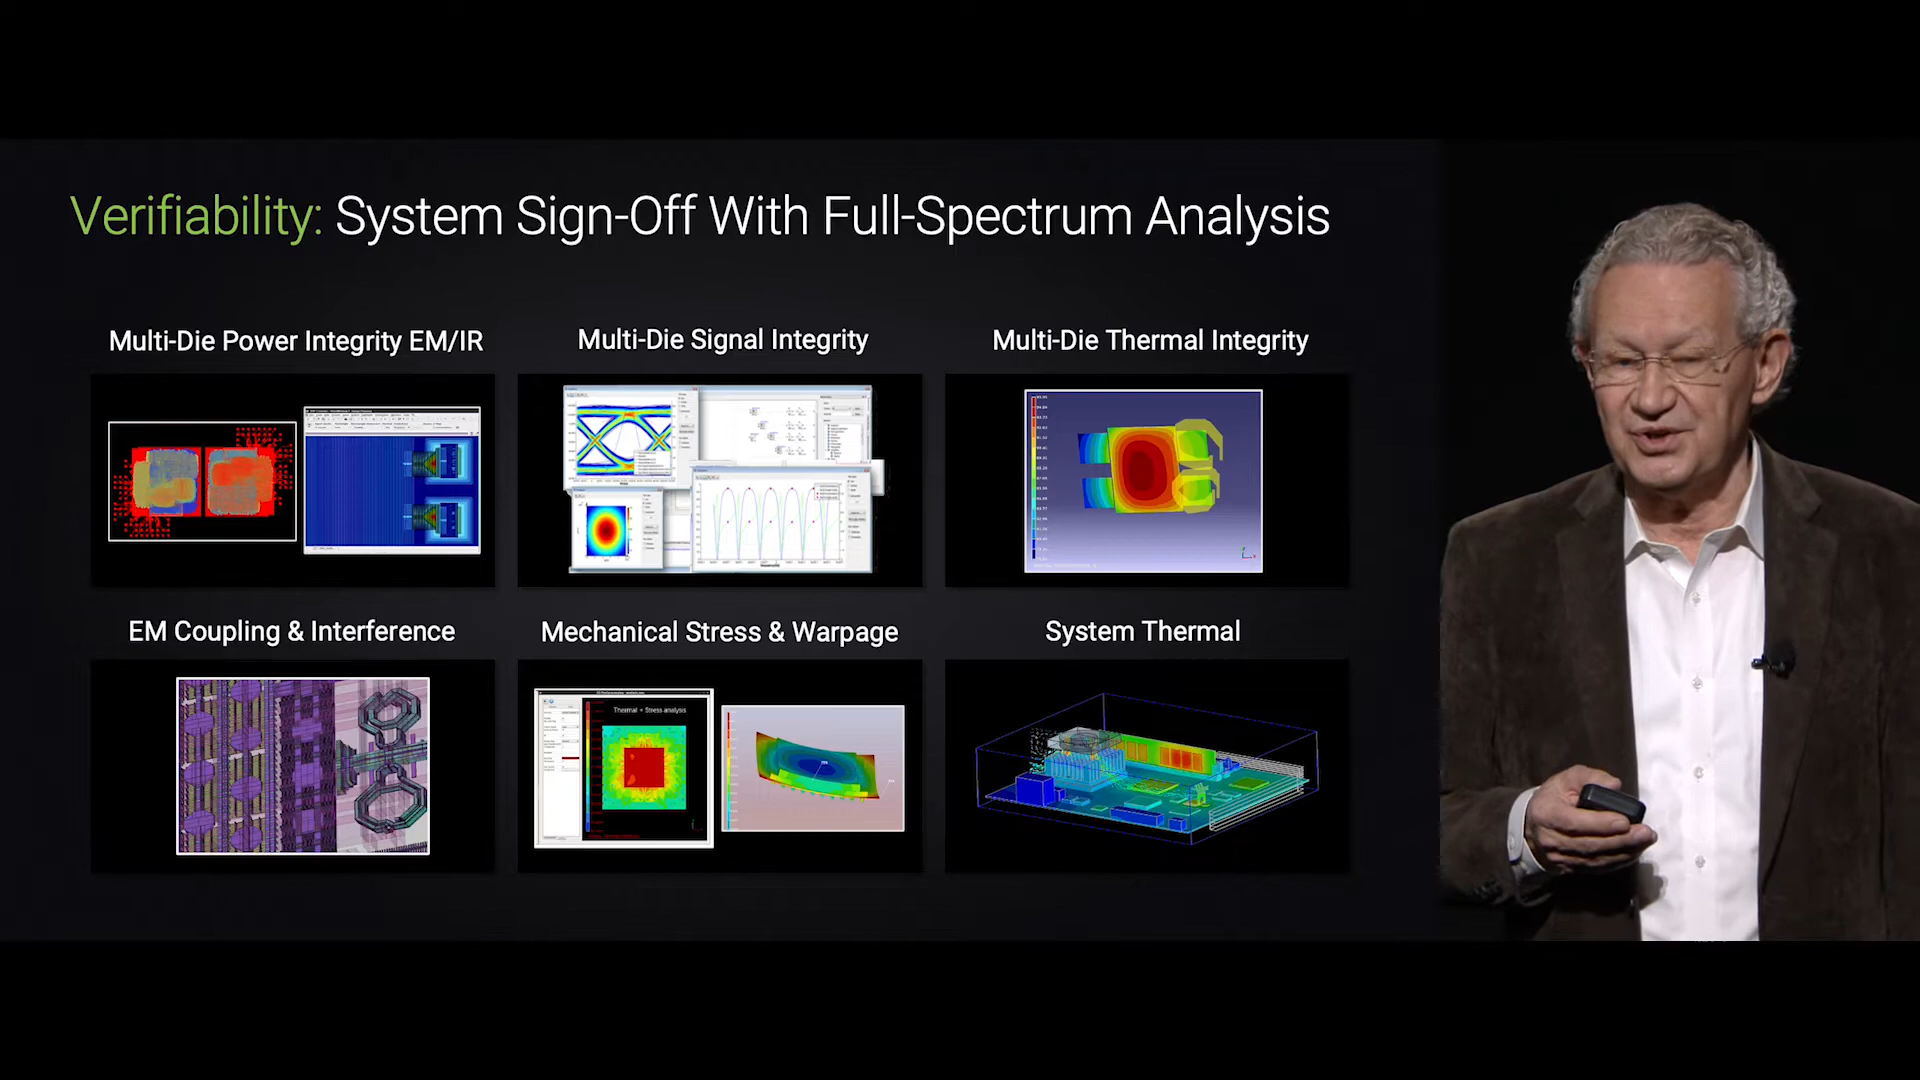 Verifiability: System Sign-Off With Full-Spectrum Analysis
Multi-Die Power Integrity EM/IR
Multi-Die Signal Integrity
Multi-Die Thermal Integrity
EM Coupling & Interference
Mechanical Stress & Warpage
System Thermal
Thermal + Stress analysis